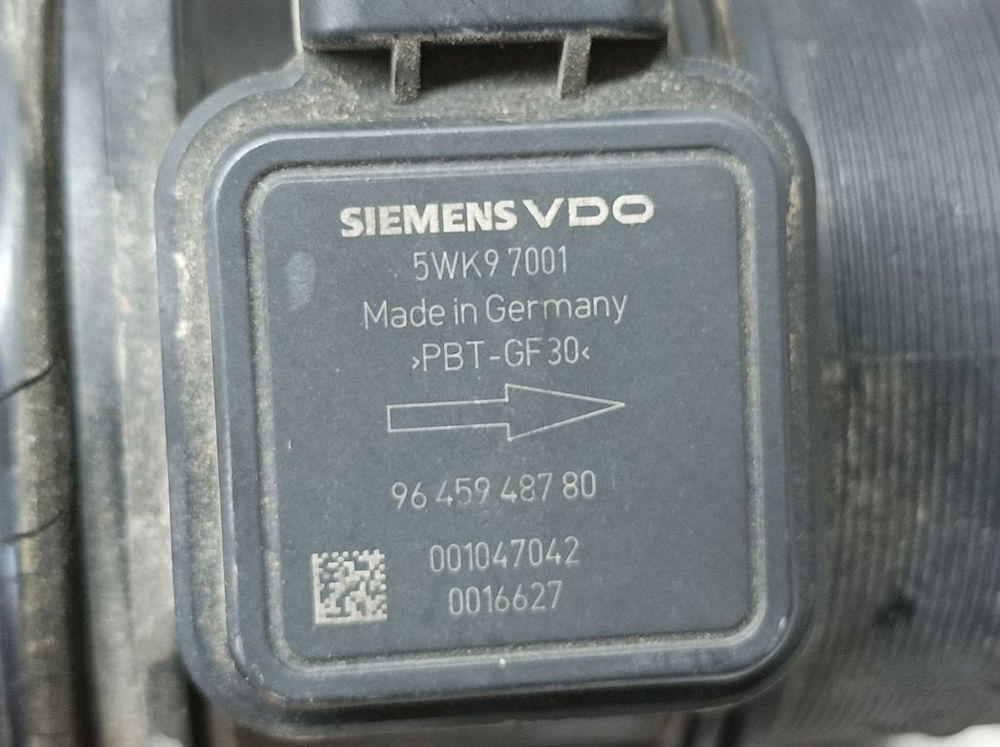 SIEMENS VDO
5WK9 7001
Made in Germany
>PBT-GF30<
96 459 487 80
001047042
0016627